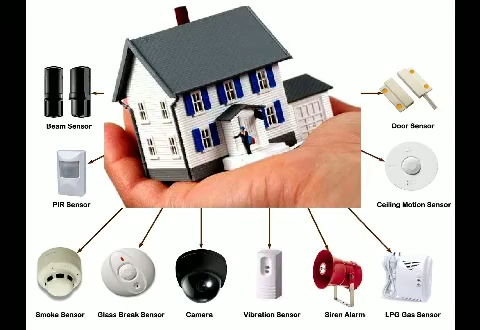 Beam Sensor
Door Sensor
PIR Sensor
Ceiling Motion Sensor
Smoke Sensor
Glass Break Sensor
Camera
Vibration Sensor
Siren Alarm
LPG Gas Sensor